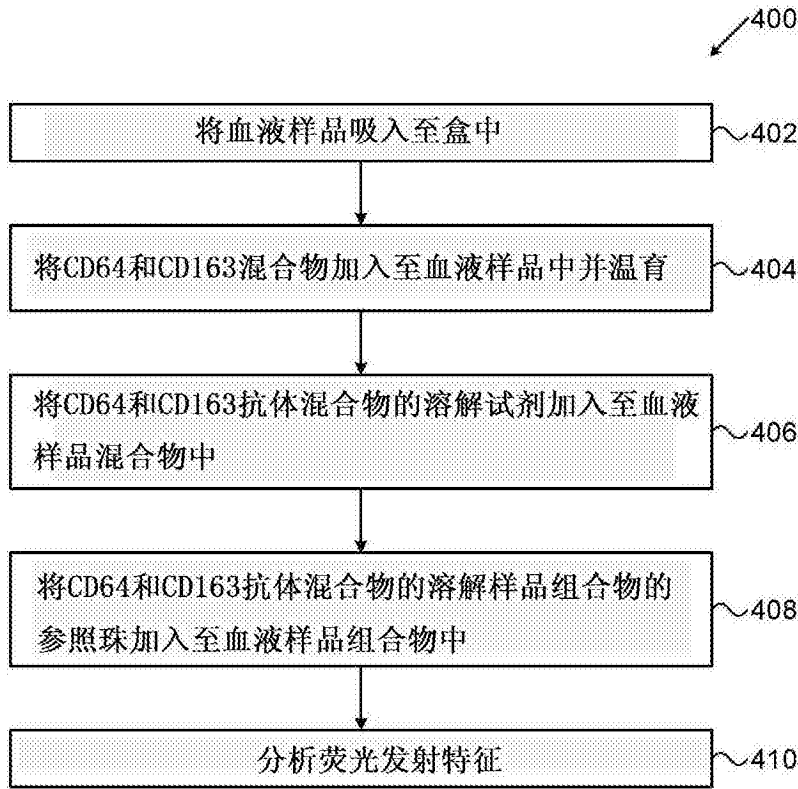 400
将血液样品吸入至盒中
402
将CD64和CD163混合物加入至血液样品中并温育
404
将CD64和CD163抗体混合物的溶解试剂加入至血液
样品混合物中
406
将CD64和CD163抗体混合物的溶解样品组合物的
参照珠加入至血液样品组合物中
408
分析荧光发射特征
410